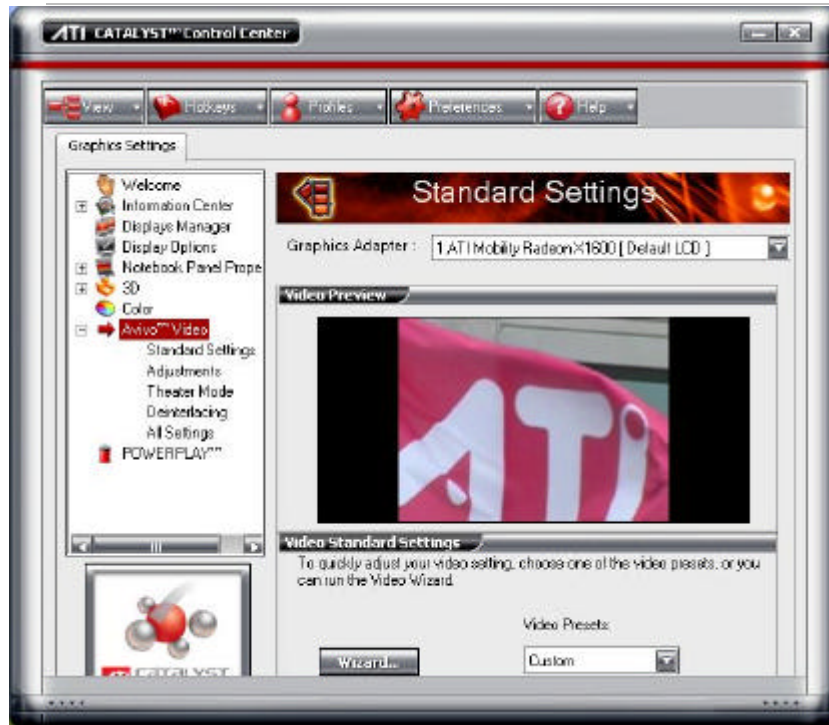 ATI CATALYST™ Control Center
View
Hotkeys
Profiles
Preferences
Help
Graphics Settings
Welcome
Information Center
Displays Manager
Display Options
Notebook Panel Prope
3D
Color
Avivo™ Video
Standard Settings
Adjustments
Theater Mode
Deinterlacing
All Settings
POWERPLAY™
Standard Settings
Graphics Adapter :
1.ATI Mobility Radeon X1600 [ Default LCD ]
Video Preview
ATI
Video Standard Settings
To quickly adjust your video setting, choose one of the video presets, or you
can run the Video Wizard.
Video Presets:
Wizard...
Custom
ATI CATALYST